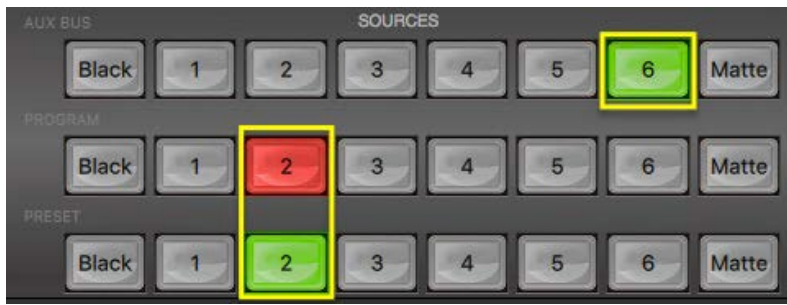 AUX BUS SOURCES
Black 1 2 3 4 5 6 Matte
PROGRAM
Black 1 2 3 4 5 6 Matte
PRESET
Black 1 2 3 4 5 6 Matte